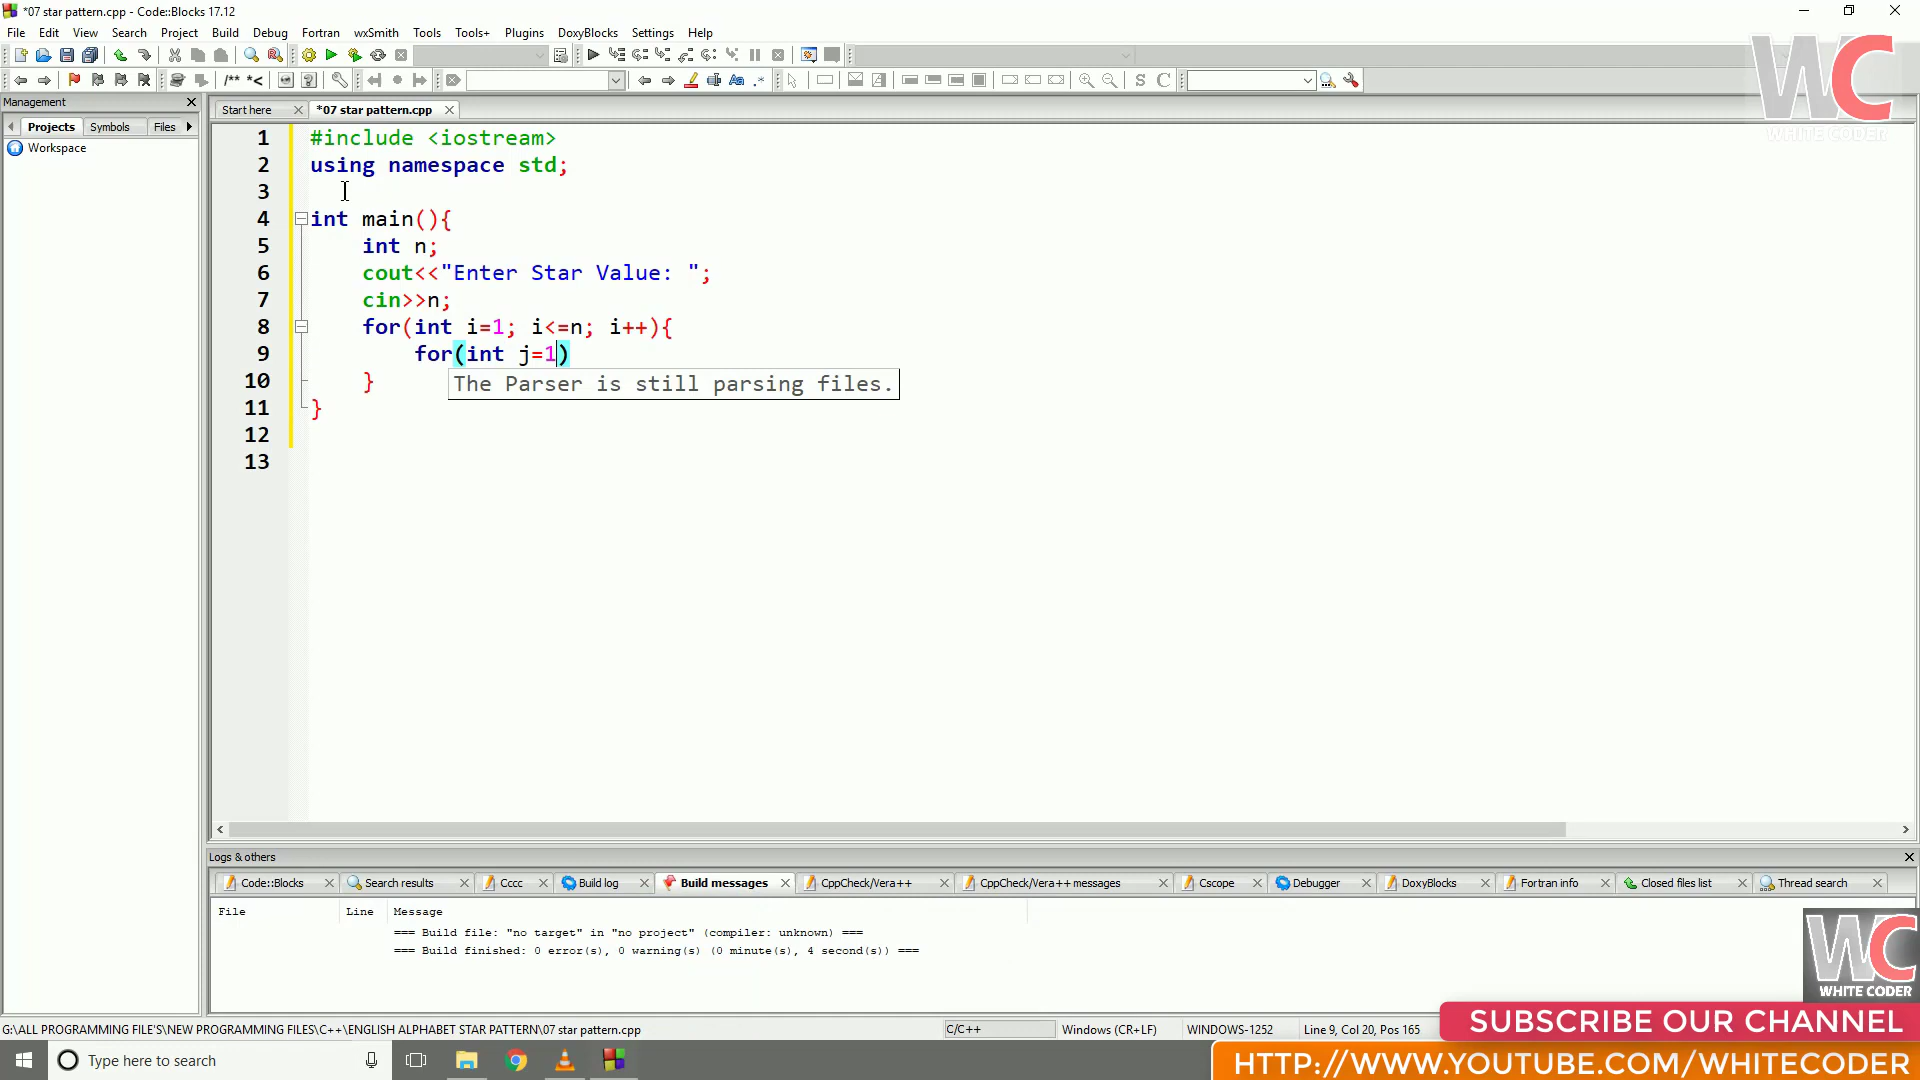 *07 star pattern.cpp - Code::Blocks 17.12
File Edit View Search Project Build Debug Fortran wxSmith Tools Tools+ Plugins DoxyBlocks Settings Help
/** *<
S C
Management
Projects Symbols Files
Workspace
Start here *07 star pattern.cpp
1 #include <iostream>
2 using namespace std;
3
4 int main(){
5 int n;
6 cout<<"Enter Star Value: ";
7 cin>>n;
8 for(int i=1; i<=n; i++){
9 for(int j=1)
10 }
The Parser is still parsing files.
11 }
12
13
WC
WHITE CODER
Logs & others
Code::Blocks Search results Cccc Build log Build messages CppCheck/Vera++ CppCheck/Vera++ messages Cscope Debugger DoxyBlocks Fortran info Closed files list Thread search
File Line Message
=== Build file: "no target" in "no project" (compiler: unknown) ===
=== Build finished: 0 error(s), 0 warning(s) (0 minute(s), 4 second(s)) ===
WC
WHITE CODER
G:\ALL PROGRAMMING FILE'S\NEW PROGRAMMING FILES\C++\ENGLISH ALPHABET STAR PATTERN\07 star pattern.cpp C/C++ Windows (CR+LF) WINDOWS-1252 Line 9, Col 20, Pos 165
SUBSCRIBE OUR CHANNEL
Type here to search
HTTP://WWW.YOUTUBE.COM/WHITECODER